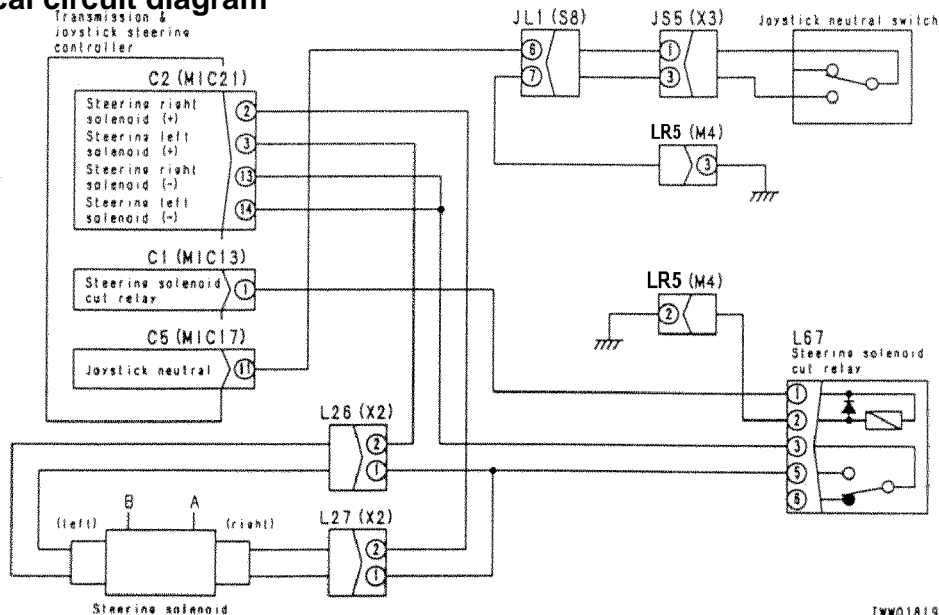 cal circuit diagram
Transmission &
joystick steering
controller
C2 (MIC21)
Steering right
solenoid (+)
2
Steering left
solenoid (+)
3
Steering right
solenoid (-)
13
Steering left
solenoid (-)
14
C1 (MIC13)
Steering solenoid
cut relay
1
C5 (MIC17)
Joystick neutral
11
JL1 (S8)
6
7
JS5 (X3)
1
3
Joystick neutral switch
LR5 (M4)
3
LR5 (M4)
2
L67
Steering solenoid
cut relay
1
2
3
5
6
L26 (X2)
2
1
L27 (X2)
2
1
B
A
(left)
(right)
Steering solenoid
TWW01819